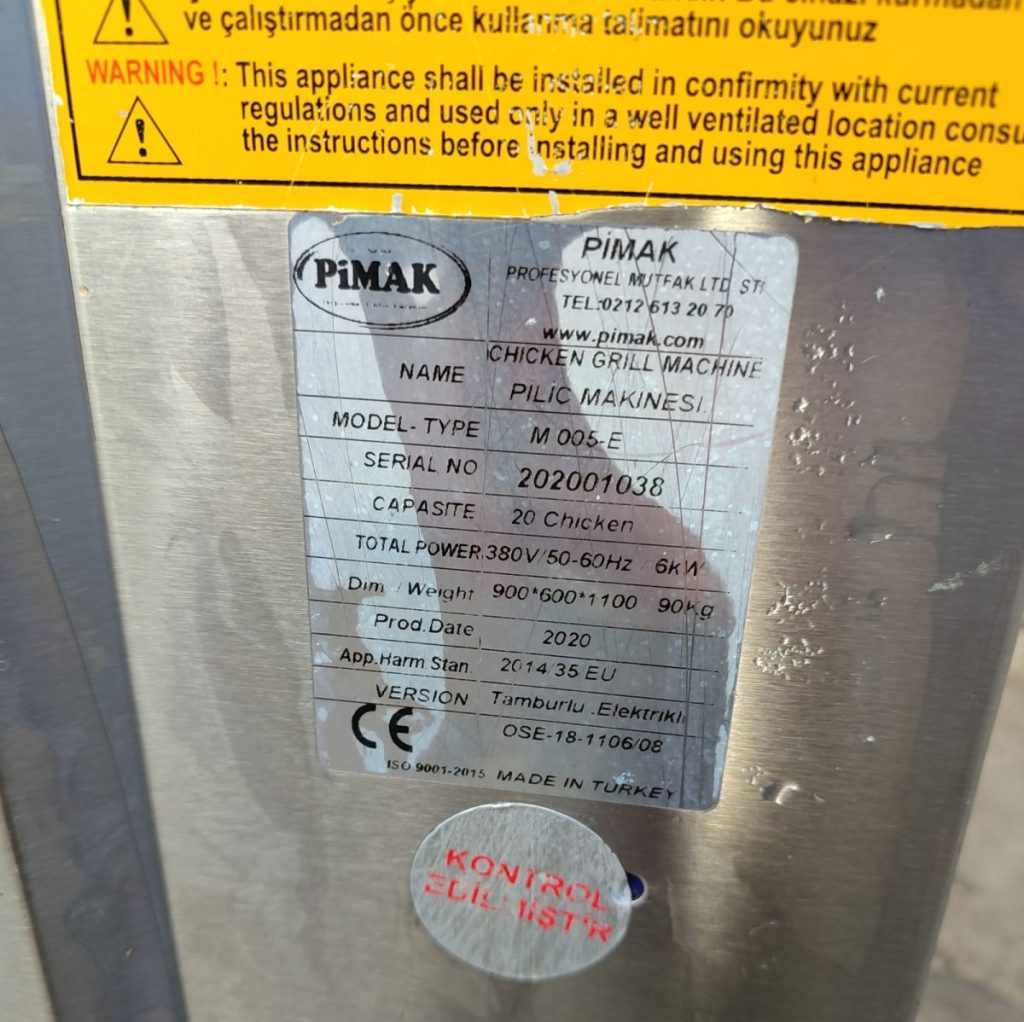 ve çalıştırmadan önce kullanma talimatını okuyunuz
WARNING !: This appliance shall be installed in confirmity with current
regulations and used only in a well ventilated location consu
the instructions before installing and using this appliance
PiMAK
PİMAK
PROFESYONEL MUTFAK LTD ŞTİ
TEL:0212 613 20 70
www.pimak.com
NAME CHICKEN GRILL MACHINE
PILIC MAKINESI
MODEL- TYPE M 005-E
SERIAL NO 202001038
CAPASITE 20 Chicken
TOTAL POWER 380V/50-60Hz 6kW
Dim / Weight 900*600*1100 90Kg
Prod.Date 2020
App.Harm.Stan. 2014/35 EU
VERSION Tamburlu .Elektrikli
CE OSE-18-1106/08
ISO 9001-2015 MADE IN TURKEY
KONTROL
EDİLMİŞTİR